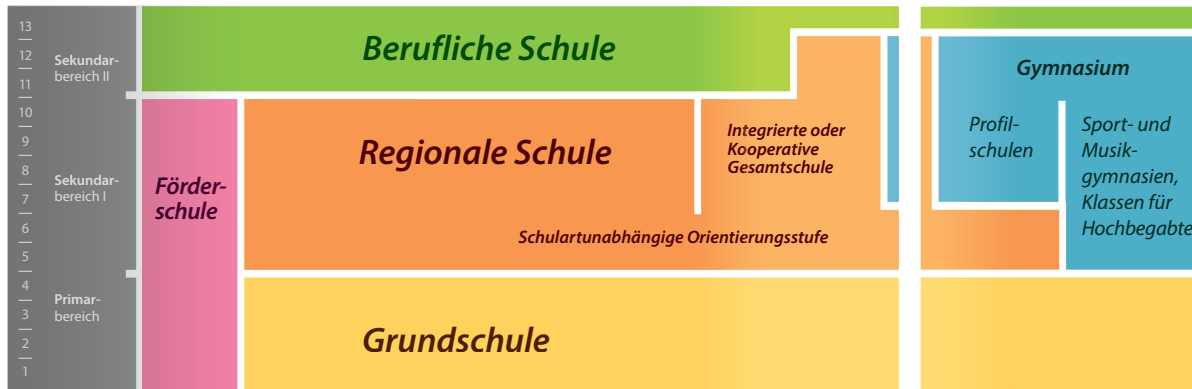 13
12
11
10
9
8
7
6
5
4
3
2
1
Sekundar-
bereich II
Sekundar-
bereich I
Primar-
bereich
Berufliche Schule
Förder-
schule
Regionale Schule
Integrierte oder
Kooperative
Gesamtschule
Schulartunabhängige Orientierungsstufe
Grundschule
Gymnasium
Profil-
schulen
Sport- und
Musik-
gymnasien,
Klassen für
Hochbegabte